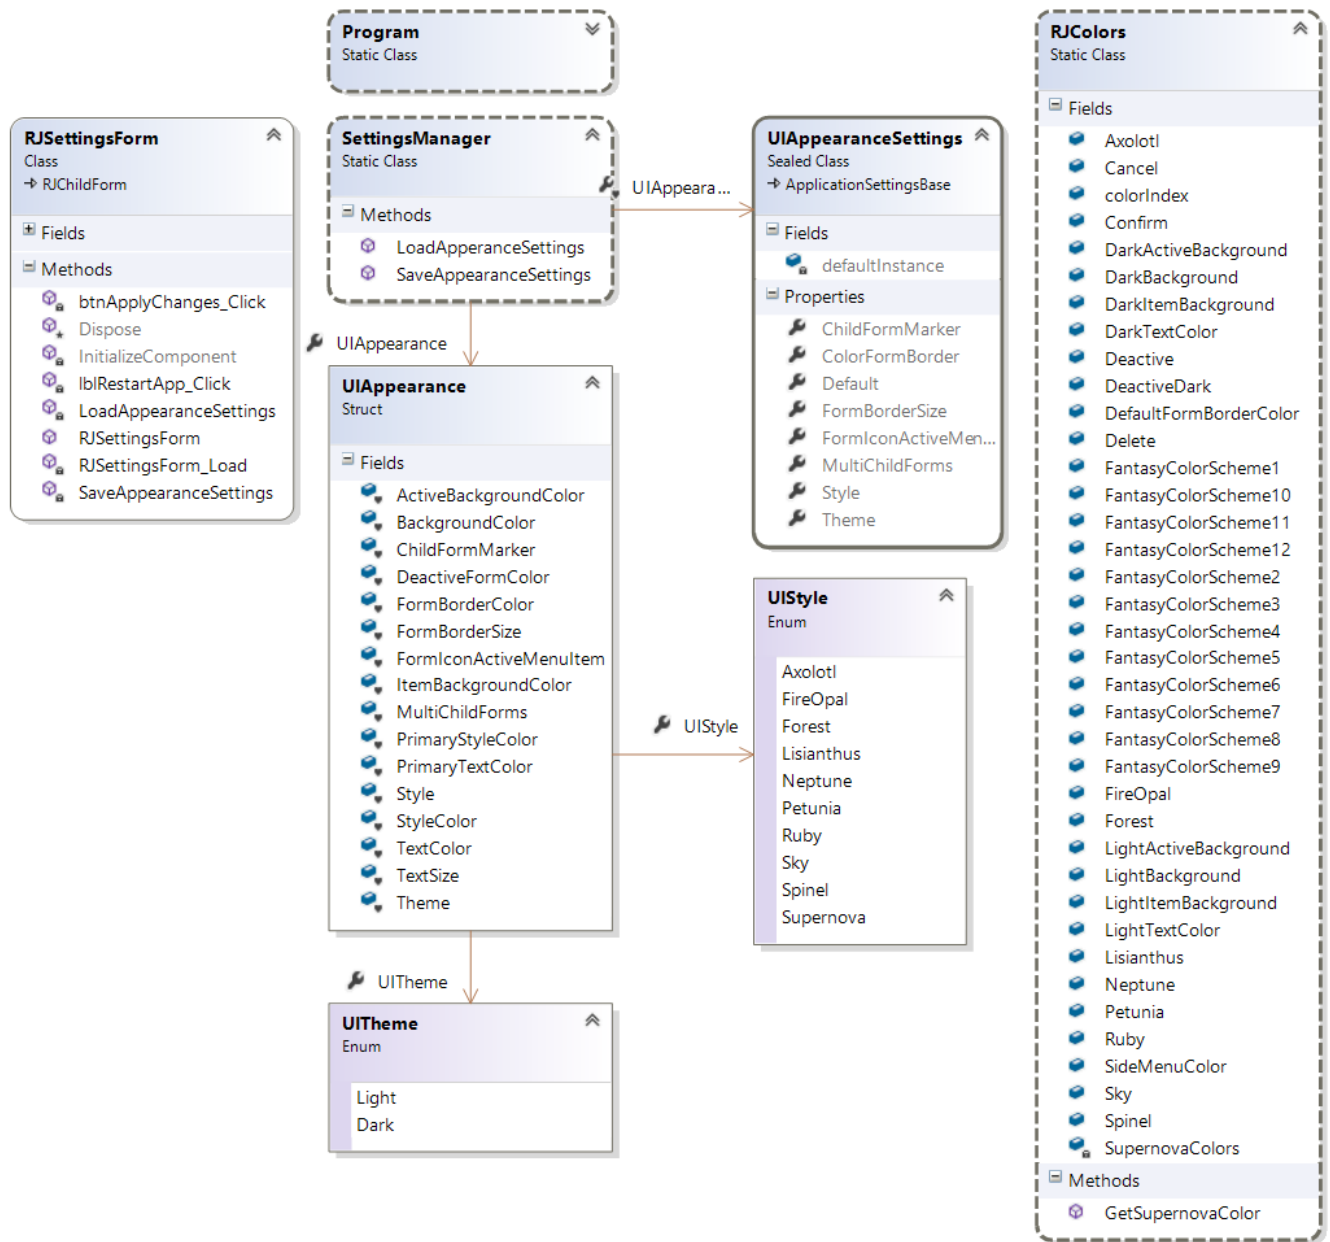 Program
Static Class
RJSettingsForm
Class
RJChildForm
Fields
Methods
btnApplyChanges_Click
Dispose
InitializeComponent
lblRestartApp_Click
LoadAppearanceSettings
RJSettingsForm
RJSettingsForm_Load
SaveAppearanceSettings
SettingsManager
Static Class
Methods
LoadApperanceSettings
SaveAppearanceSettings
UIAppeara...
UIAppearance
UIAppearanceSettings
Sealed Class
ApplicationSettingsBase
Fields
defaultInstance
Properties
ChildFormMarker
ColorFormBorder
Default
FormBorderSize
FormIconActiveMen...
MultiChildForms
Style
Theme
UIAppearance
Struct
Fields
ActiveBackgroundColor
BackgroundColor
ChildFormMarker
DeactiveFormColor
FormBorderColor
FormBorderSize
FormIconActiveMenuItem
ItemBackgroundColor
MultiChildForms
PrimaryStyleColor
PrimaryTextColor
Style
StyleColor
TextColor
TextSize
Theme
UIStyle
UIStyle
Enum
Axolotl
FireOpal
Forest
Lisianthus
Neptune
Petunia
Ruby
Sky
Spinel
Supernova
UITheme
UITheme
Enum
Light
Dark
RJColors
Static Class
Fields
Axolotl
Cancel
colorIndex
Confirm
DarkActiveBackground
DarkBackground
DarkItemBackground
DarkTextColor
Deactive
DeactiveDark
DefaultFormBorderColor
Delete
FantasyColorScheme1
FantasyColorScheme10
FantasyColorScheme11
FantasyColorScheme12
FantasyColorScheme2
FantasyColorScheme3
FantasyColorScheme4
FantasyColorScheme5
FantasyColorScheme6
FantasyColorScheme7
FantasyColorScheme8
FantasyColorScheme9
FireOpal
Forest
LightActiveBackground
LightBackground
LightItemBackground
LightTextColor
Lisianthus
Neptune
Petunia
Ruby
SideMenuColor
Sky
Spinel
SupernovaColors
Methods
GetSupernovaColor